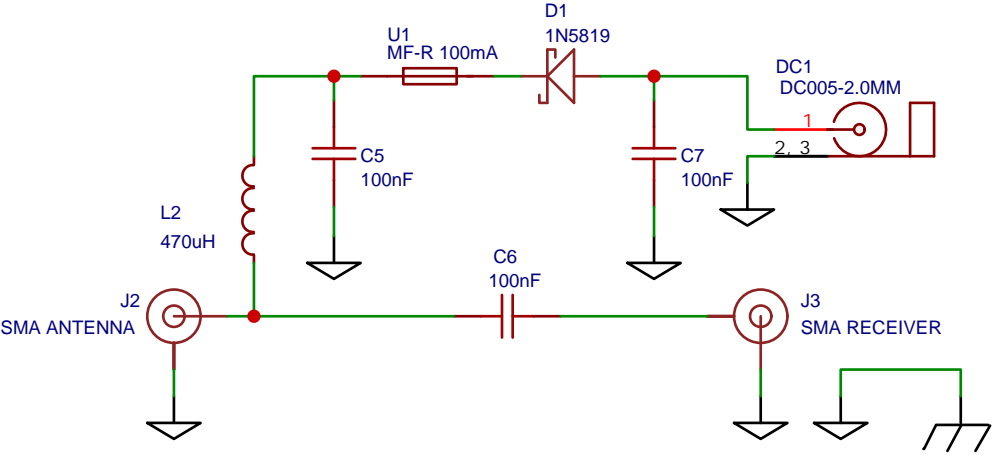 D1
1N5819
U1
MF-R 100mA
DC1
DC005-2.0MM
1
2, 3
C5
100nF
C7
100nF
L2
470uH
C6
100nF
J2
SMA ANTENNA
J3
SMA RECEIVER